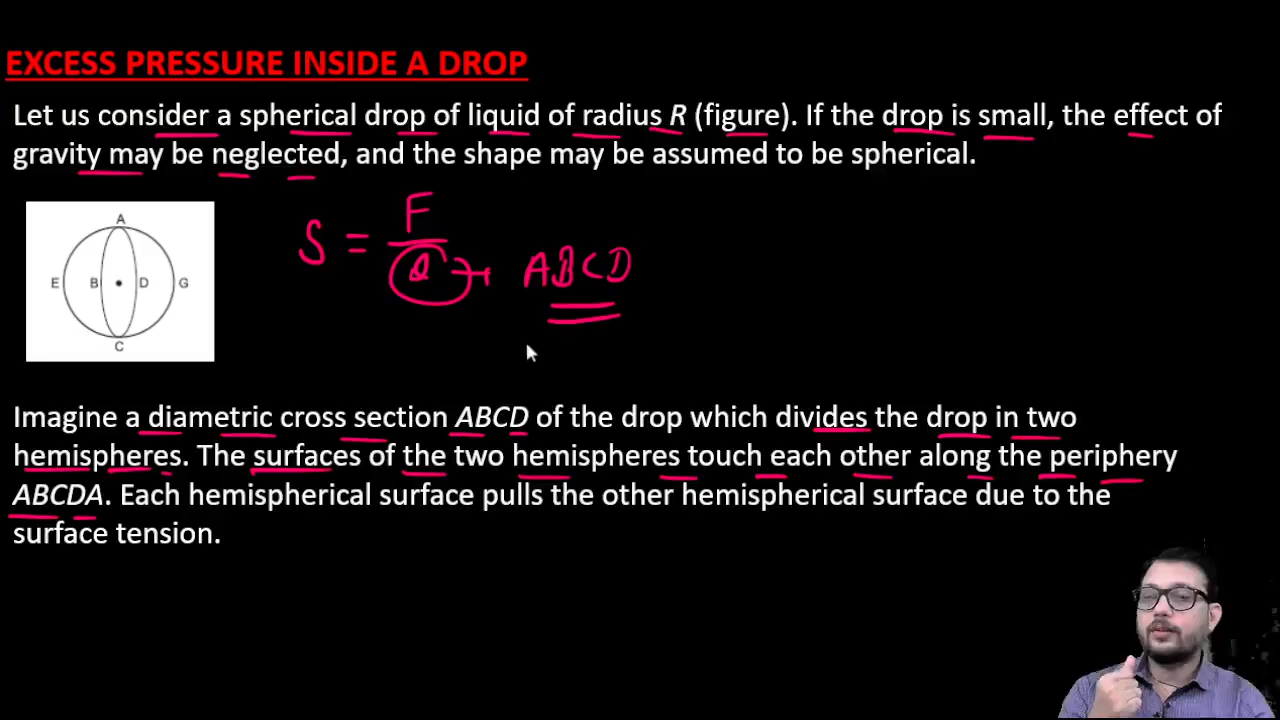 EXCESS PRESSURE INSIDE A DROP
Let us consider a spherical drop of liquid of radius R (figure). If the drop is small, the effect of
gravity may be neglected, and the shape may be assumed to be spherical.
A
E B D G
C
S = F / l → ABCD
Imagine a diametric cross section ABCD of the drop which divides the drop in two
hemispheres. The surfaces of the two hemispheres touch each other along the periphery
ABCDA. Each hemispherical surface pulls the other hemispherical surface due to the
surface tension.